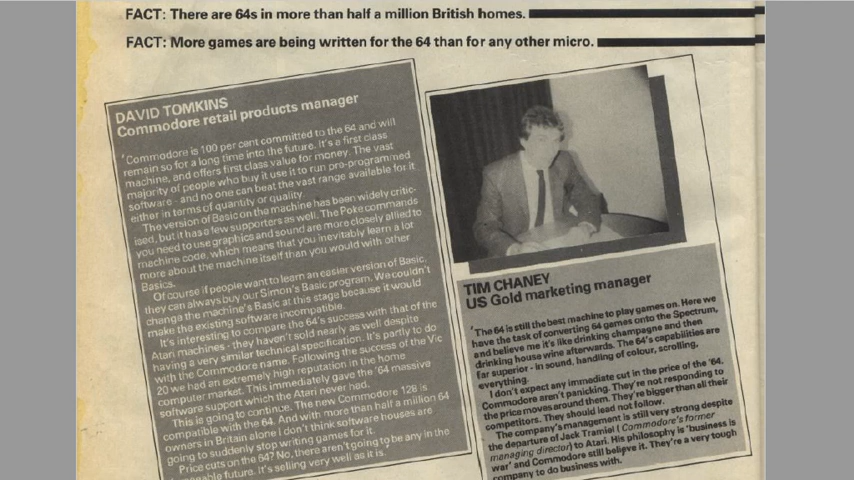 FACT: There are 64s in more than half a million British homes.
FACT: More games are being written for the 64 than for any other micro.
DAVID TOMKINS
Commodore retail products manager
'Commodore is 100 per cent committed to the 64 and will
remain so for a long time into the future. It's a first class
machine, and offers first class value for money. The vast
majority of people who buy it use it to run pre-programmed
software - and no one can beat the vast range available for it
either in terms of quantity or quality.
The version of Basic on the machine has been widely critic-
ised, but it has a few supporters as well. The Poke commands
you need to use graphics and sound are more closely allied to
machine code, which means that you inevitably learn a lot
more about the machine itself than you would with other
Basics.
Of course if people want to learn an easier version of Basic,
they can always buy our Simon's Basic program. We couldn't
change the machine's Basic at this stage because it would
make the existing software incompatible.
It's interesting to compare the 64's success with that of the
Atari machines - they haven't sold nearly as well despite
having a very similar technical specification. It's partly to do
with the Commodore name. Following the success of the Vic
20 we had an extremely high reputation in the home
computer market. This immediately gave the '64 massive
software support which the Atari never had.
This is going to continue. The new Commodore 128 is
compatible with the 64. And with more than half a million 64
owners in Britain alone I don't think software houses are
going to suddenly stop writing games for it.
Price cuts on the 64? No, there aren't going to be any in the
future. It's selling very well as it is.
TIM CHANEY
US Gold marketing manager
'The 64 is still the best machine to play games on. Here we
have the task of converting 64 games onto the Spectrum,
and believe me it's like drinking champagne and then
drinking house wine afterwards. The 64's capabilities are
far superior - in sound, handling of colour, scrolling,
everything.
I don't expect any immediate cut in the price of the '64.
Commodore aren't panicking. They're not responding to
the price moves around them. They're bigger than all their
competitors. They should lead not follow.
The company's management is still very strong despite
the departure of Jack Tramiel (Commodore's former
managing director) to Atari. His philosophy is 'business is
war' and Commodore still believe it. They're a very tough
company to do business with.